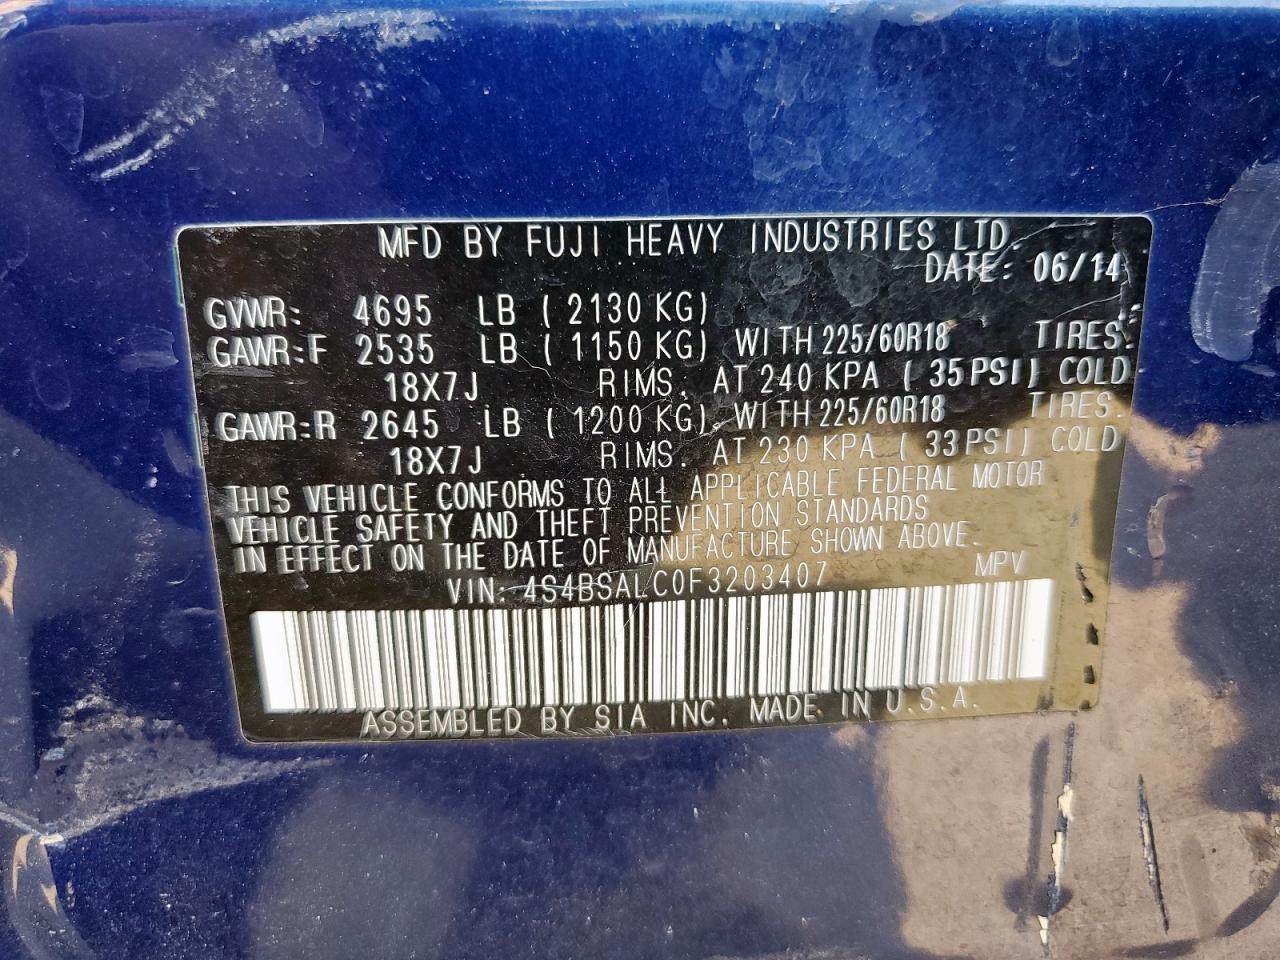 MFD BY FUJI HEAVY INDUSTRIES LTD.
DATE: 06/14
GVWR: 4695 LB ( 2130 KG)
GAWR:F 2535 LB ( 1150 KG) WITH 225/60R18 TIRES.
18X7J RIMS. AT 240 KPA ( 35 PSI) COLD
GAWR:R 2645 LB ( 1200 KG). WITH 225/60R18 TIRES.
18X7J RIMS. AT 230 KPA ( 33 PSI) COLD
THIS VEHICLE CONFORMS TO ALL APPLICABLE FEDERAL MOTOR
VEHICLE SAFETY AND THEFT PREVENTION STANDARDS
IN EFFECT ON THE DATE OF MANUFACTURE SHOWN ABOVE.
VIN: 4S4BSALC0F3203407 MPV
ASSEMBLED BY SIA INC. MADE IN U.S.A.